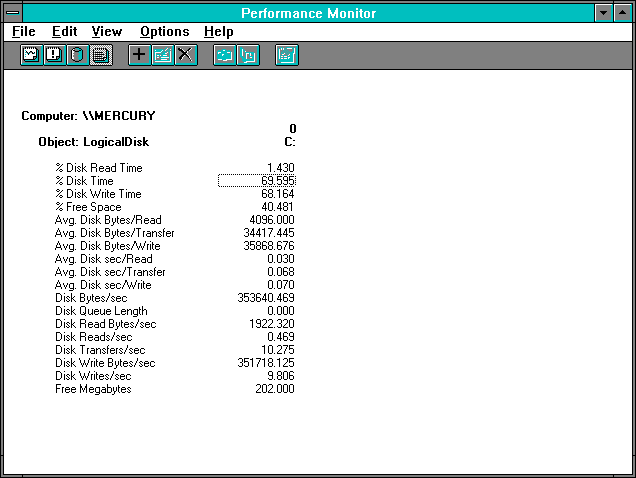 Performance Monitor
File Edit View Options Help
Computer: \\MERCURY
0
Object: LogicalDisk C:
% Disk Read Time 1.430
% Disk Time 69.595
% Disk Write Time 68.164
% Free Space 40.481
Avg. Disk Bytes/Read 4096.000
Avg. Disk Bytes/Transfer 34417.445
Avg. Disk Bytes/Write 35868.676
Avg. Disk sec/Read 0.030
Avg. Disk sec/Transfer 0.068
Avg. Disk sec/Write 0.070
Disk Bytes/sec 353640.469
Disk Queue Length 0.000
Disk Read Bytes/sec 1922.320
Disk Reads/sec 0.469
Disk Transfers/sec 10.275
Disk Write Bytes/sec 351718.125
Disk Writes/sec 9.806
Free Megabytes 202.000